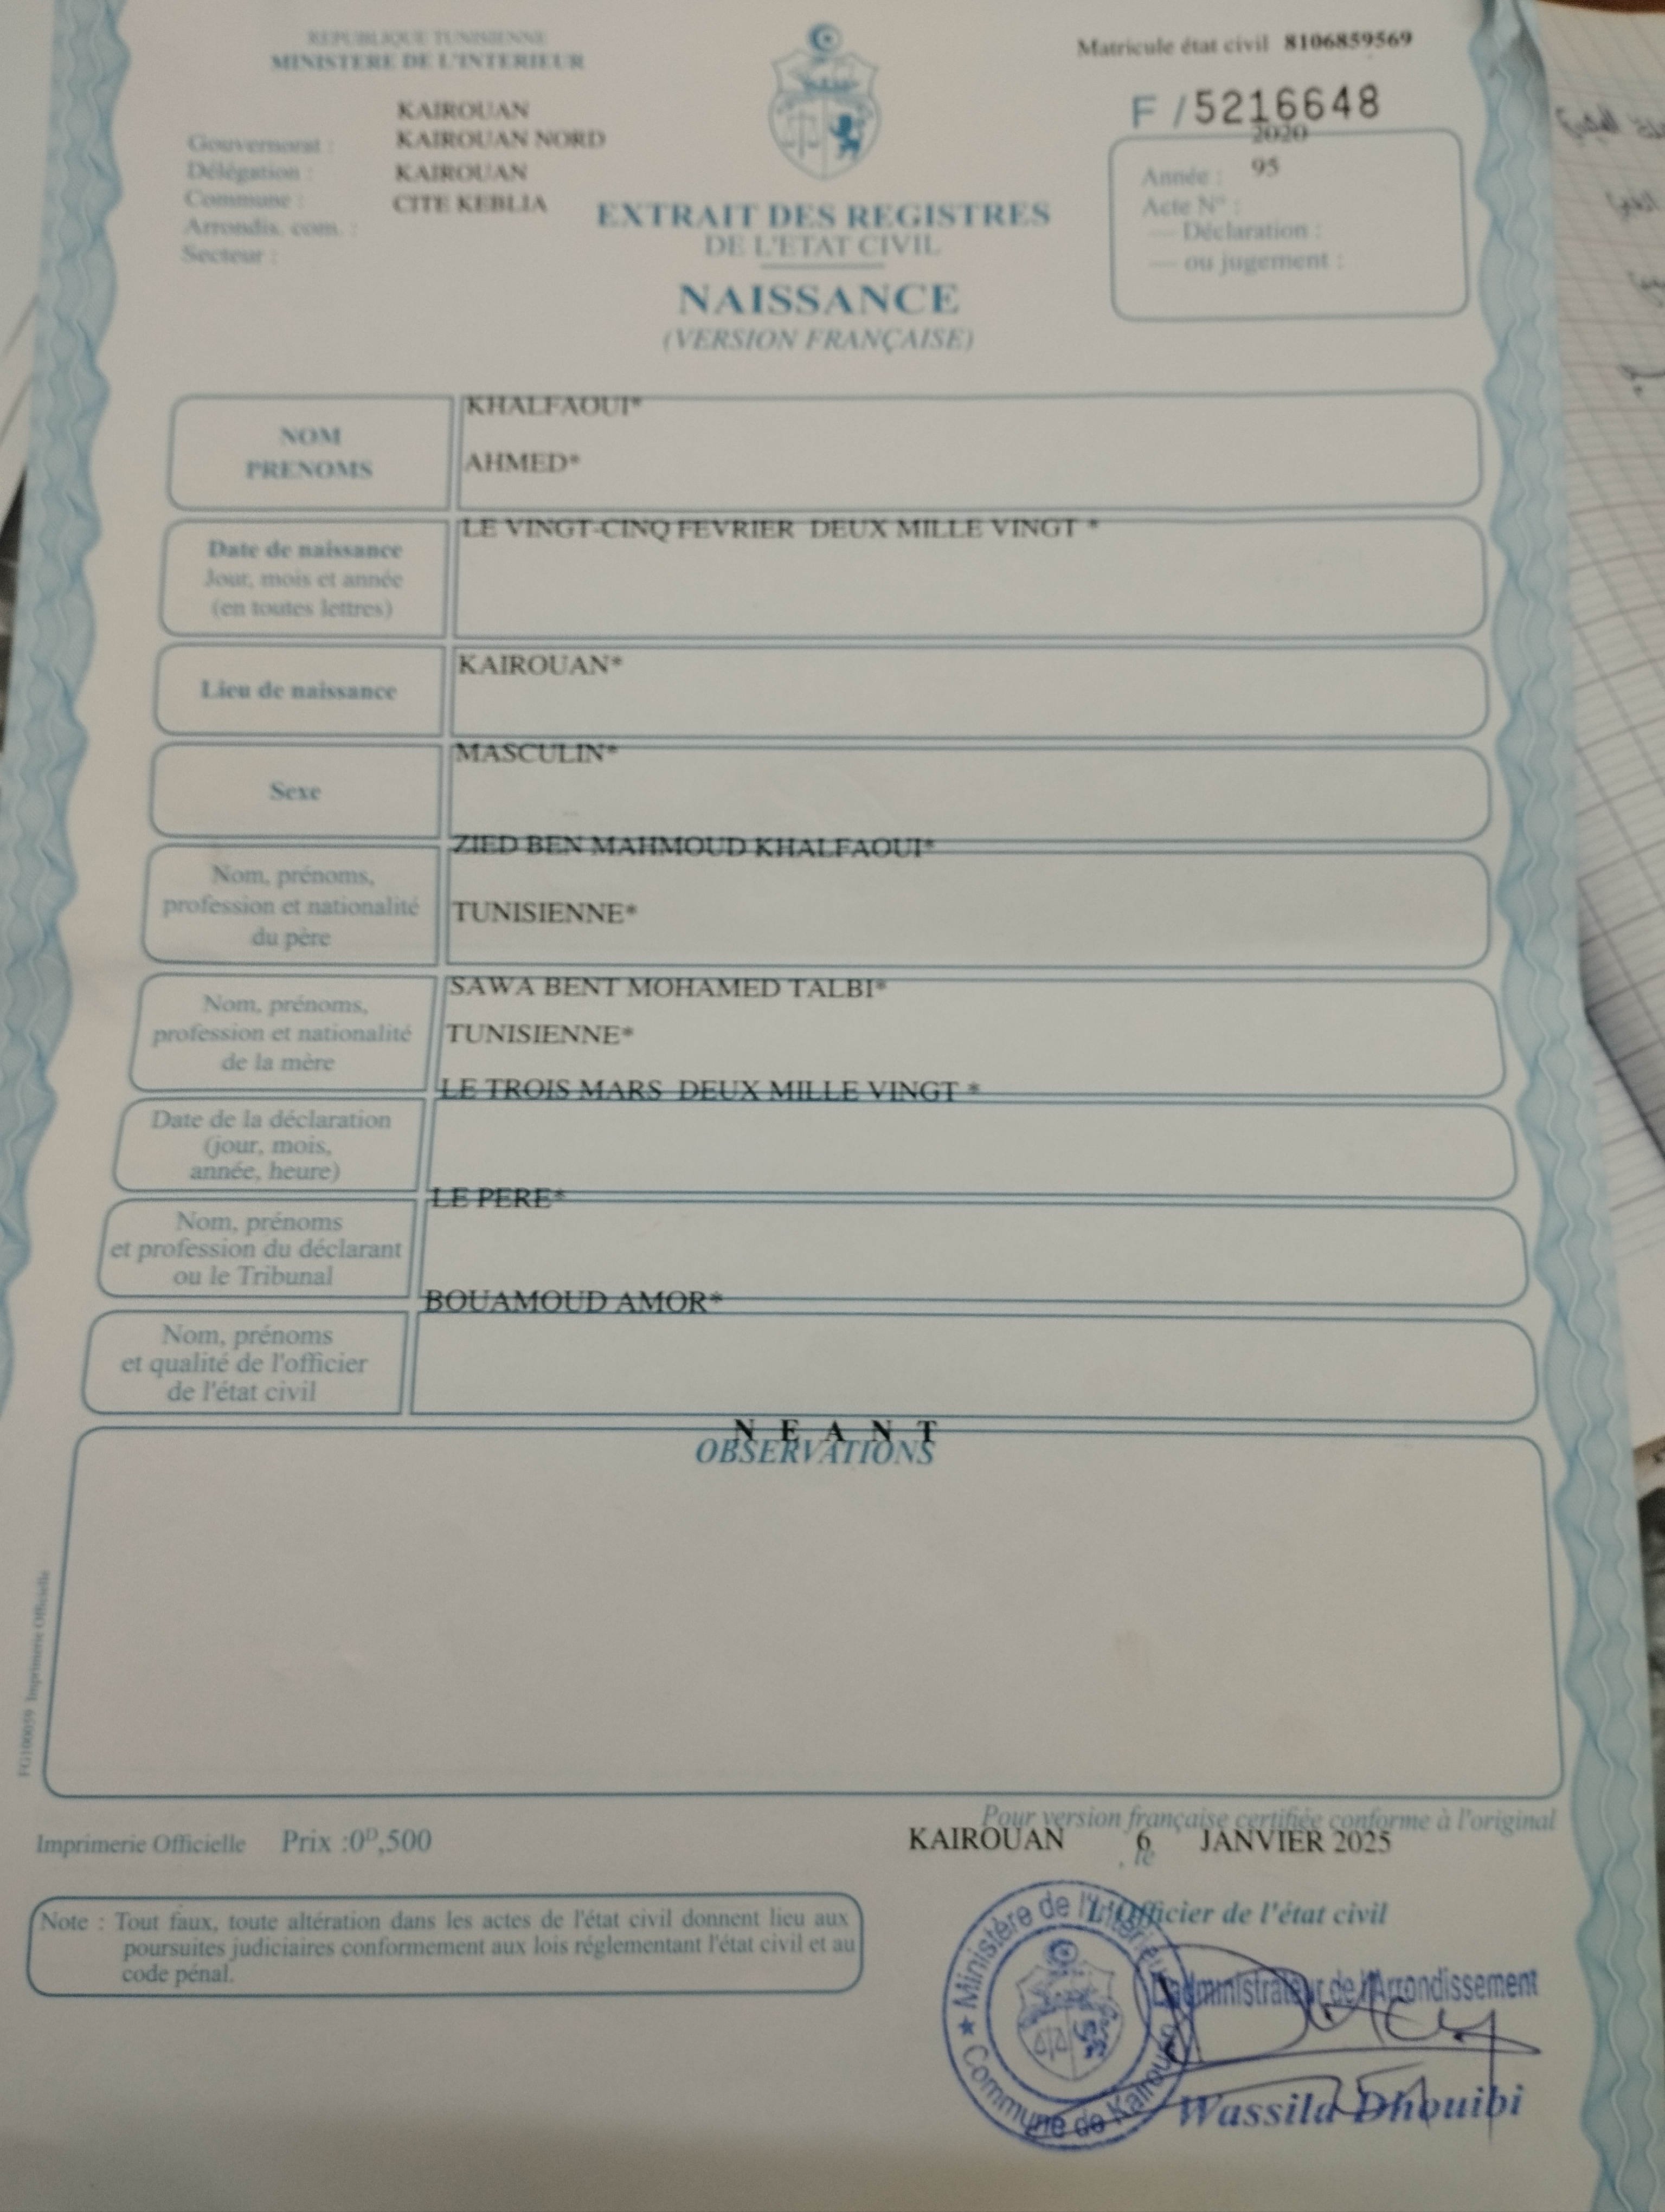 REPUBLIQUE TUNISIENNE
MINISTERE DE L'INTERIEUR
Matricule état civil 8106859569
F / 5216648
KAIROUAN
Gouvernorat : KAIROUAN NORD
Délégation : KAIROUAN
Commune : CITE KEBLIA
Arrondis. com. :
Secteur :
2020
Année : 95
Acte N° :
— Déclaration :
— ou jugement :
EXTRAIT DES REGISTRES
DE L'ETAT CIVIL
NAISSANCE
(VERSION FRANÇAISE)
NOM
PRENOMS
KHALFAOUI*
AHMED*
Date de naissance
Jour, mois et année
(en toutes lettres)
LE VINGT-CINQ FEVRIER DEUX MILLE VINGT *
Lieu de naissance
KAIROUAN*
Sexe
MASCULIN*
Nom, prénoms,
profession et nationalité
du père
ZIED BEN MAHMOUD KHALFAOUI*
TUNISIENNE*
Nom, prénoms,
profession et nationalité
de la mère
SAWA BENT MOHAMED TALBI*
TUNISIENNE*
Date de la déclaration
(jour, mois,
année, heure)
LE TROIS MARS DEUX MILLE VINGT *
Nom, prénoms
et profession du déclarant
ou le Tribunal
LE PERE*
Nom, prénoms
et qualité de l'officier
de l'état civil
BOUAMOUD AMOR*
N E A N T
OBSERVATIONS
FG100059 Imprimerie Officielle
Imprimerie Officielle Prix :0D,500
Pour version française certifiée conforme à l'original
KAIROUAN , le 6 JANVIER 2025
Note : Tout faux, toute altération dans les actes de l'état civil donnent lieu aux
poursuites judiciaires conformement aux lois réglementant l'état civil et au
code pénal.
L'Officier de l'état civil
L'administrateur de l'Arrondissement
Wassila Dhouibi
★ Ministère de l'Intérieur
Commune de Kairouan